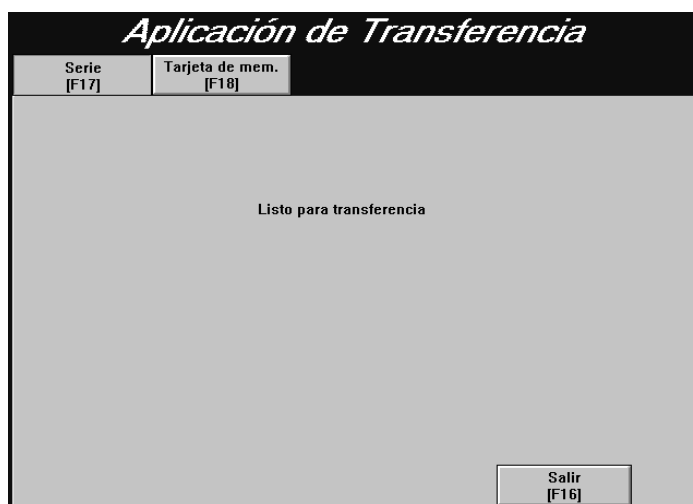 Aplicación de Transferencia
Serie
[F17]
Tarjeta de mem.
[F18]
Listo para transferencia
Salir
[F16]